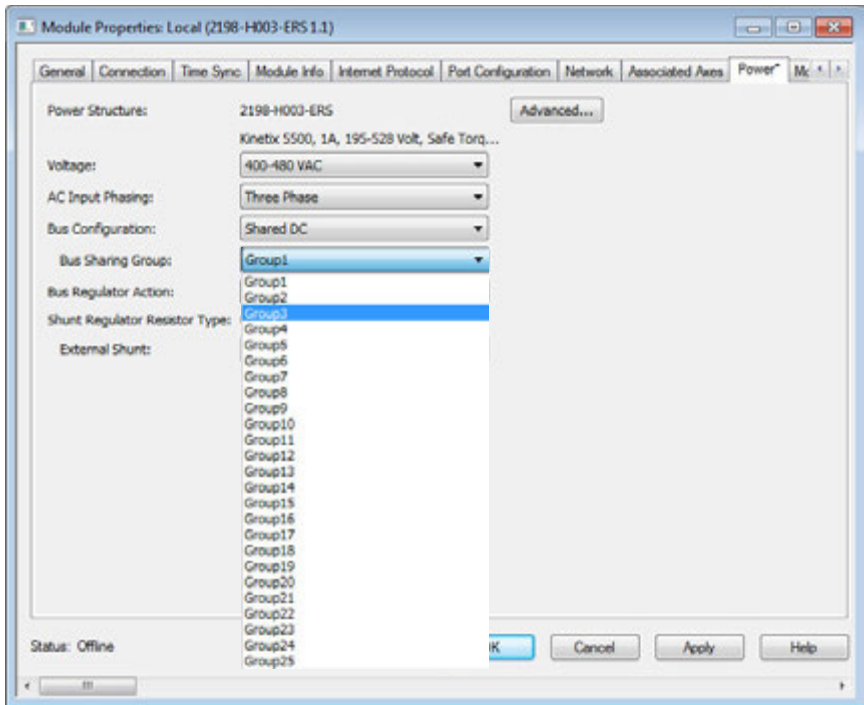 Module Properties: Local (2198-H003-ERS 1.1)
General Connection Time Sync Module Info Internet Protocol Port Configuration Network Associated Axes Power*
Power Structure: 2198-H003-ERS Advanced...
Kinetix 5500, 1A, 195-528 Volt, Safe Torq...
Voltage: 400-480 VAC
AC Input Phasing: Three Phase
Bus Configuration: Shared DC
Bus Sharing Group: Group1
Group1
Bus Regulator Action: Group2
Group3
Shunt Regulator Resistor Type:
Group4
Group5
External Shunt:
Group6
Group7
Group8
Group9
Group10
Group11
Group12
Group13
Group14
Group15
Group16
Group17
Group18
Group19
Group20
Group21
Group22
Group23
Status: Offline Group24 Cancel Apply Help
Group25